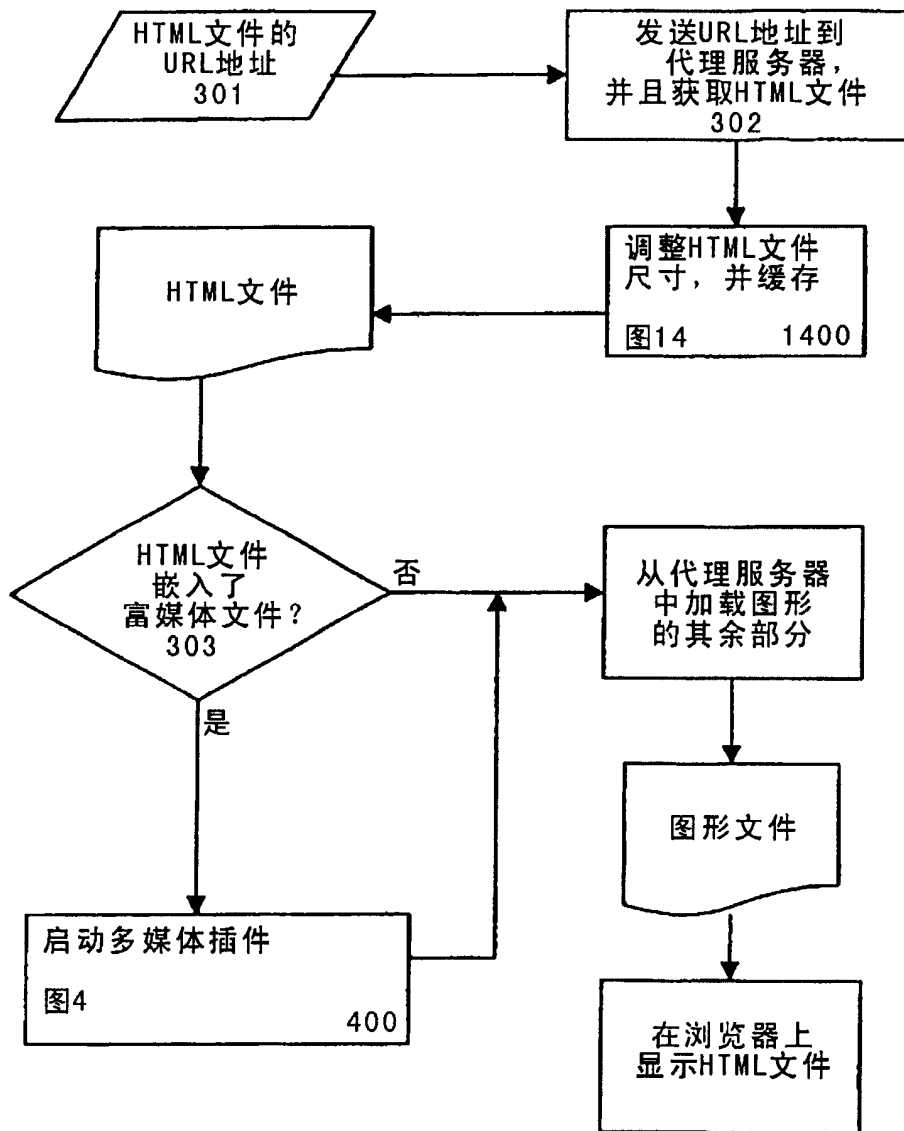 HTML文件的
URL地址
301
发送URL地址到
代理服务器,
并且获取HTML文件
302
调整HTML文件
尺寸，并缓存
图14 1400
HTML文件
HTML文件
嵌入了
富媒体文件？
303
否
是
从代理服务器
中加载图形
的其余部分
图形文件
启动多媒体插件
图4
400
在浏览器上
显示HTML文件